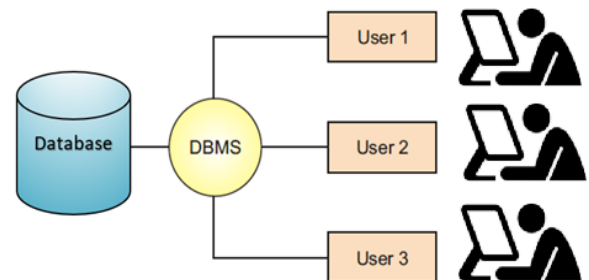 Database
DBMS
User 1
User 2
User 3